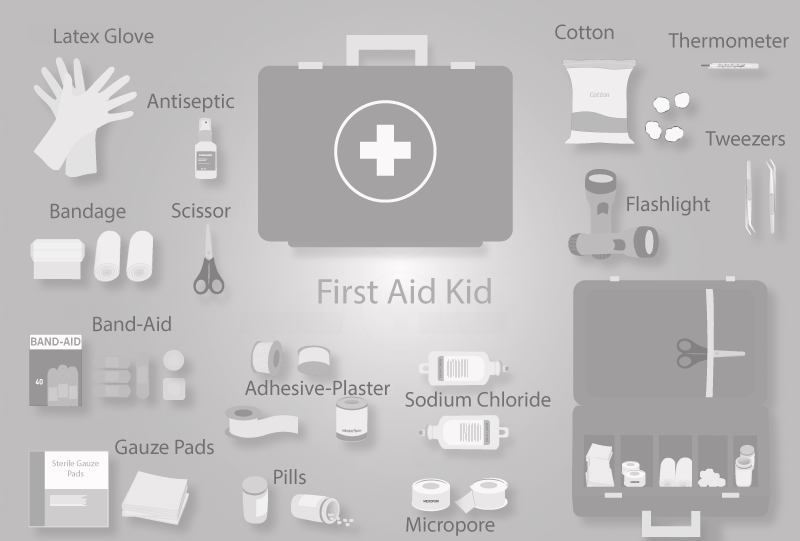 Latex Glove
Antiseptic
Cotton
Thermometer
Cotton
Tweezers
Bandage
Scissor
Flashlight
First Aid Kid
Band-Aid
BAND-AID
40
Adhesive-Plaster
Sodium Chloride
Gauze Pads
Sterile Gauze
Pads
Pills
MICROPORE
Micropore